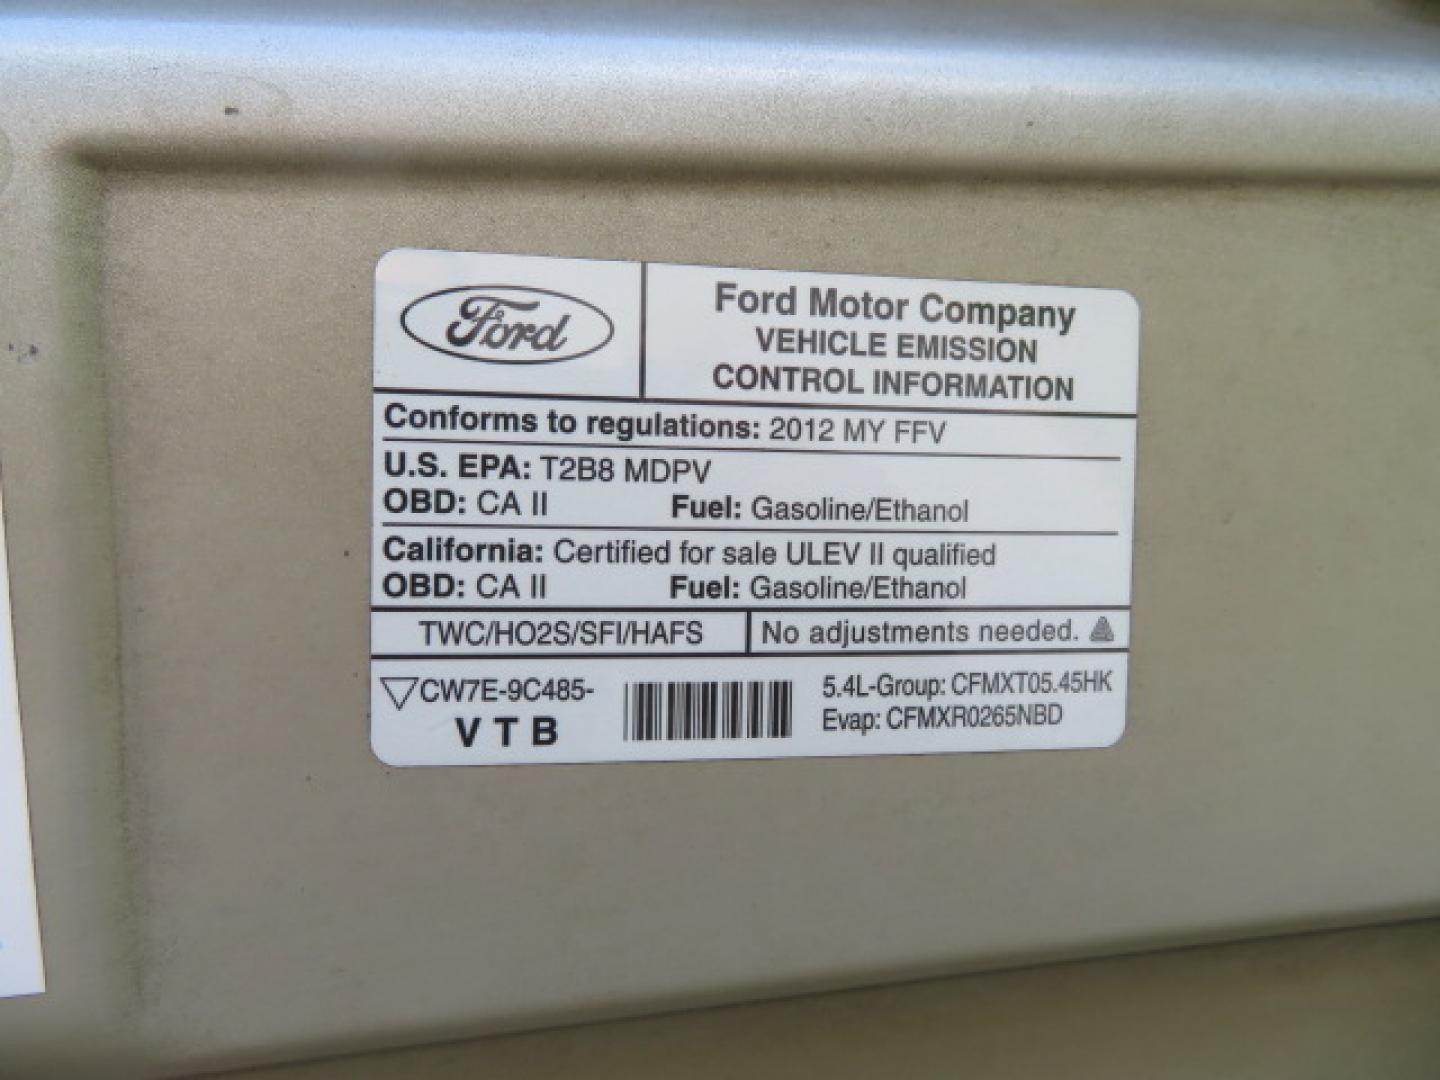 Ford
Ford Motor Company
VEHICLE EMISSION
CONTROL INFORMATION
Conforms to regulations: 2012 MY FFV
U.S. EPA: T2B8 MDPV
OBD: CA II Fuel: Gasoline/Ethanol
California: Certified for sale ULEV II qualified
OBD: CA II Fuel: Gasoline/Ethanol
TWC/HO2S/SFI/HAFS
No adjustments needed.
CW7E-9C485-
VTB
5.4L-Group: CFMXT05.45HK
Evap: CFMXR0265NBD